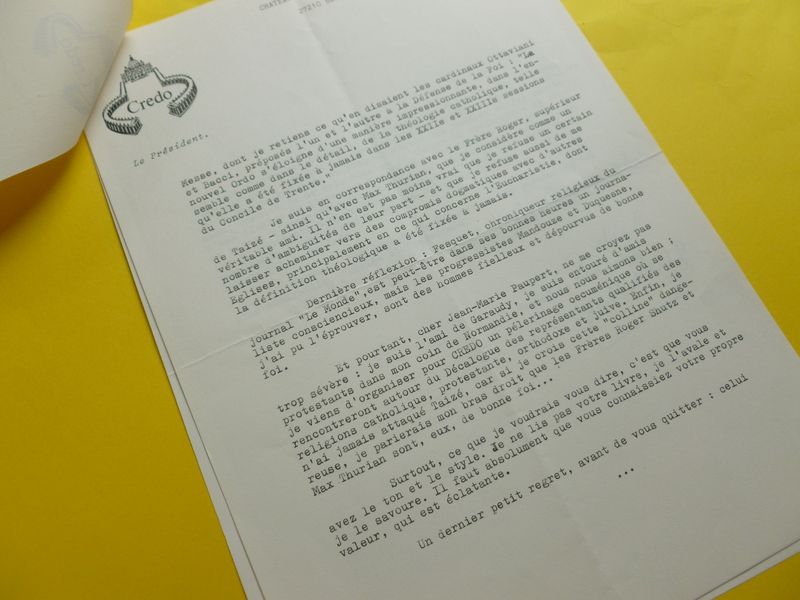 CHATEAU
27210
Credo
Le Président.
Messe, dont je retiens ce qu'en disaient les cardinaux Ottaviani
et Bacci, préposés l'un et l'autre à la Défense de la Foi : "Le
nouvel Ordo s'éloigne d'une manière impressionnante, dans l'en-
semble comme dans le détail, de la théologie catholique, telle
qu'elle a été fixée à jamais dans les XXIIe et XXIIIe sessions
du Concile de Trente."
Je suis en correspondance avec le Frère Roger, supérieur
de Taizé - ainsi qu'avec Max Thurian, que je considère comme un
véritable ami. Il n'en est pas moins vrai que je refuse un certain
nombre d'ambiguités de leur part - et que je refuse aussi de me
laisser acheminer vers des compromis dogmatiques avec d'autres
Eglises, principalement en ce qui concerne l'Eucharistie, dont
la définition théologique a été fixée à jamais.
Dernière réflexion : Fesquet, chroniqueur religieux du
journal "Le Monde",est peut-être dans ses bonnes heures un journa-
liste consciencieux, mais les progressistes Mandouse et Duquesne,
j'ai pu l'éprouver, sont des hommes fielleux et dépourvus de bonne
foi.
Et pourtant, cher Jean-Marie Paupert, ne me croyez pas
trop sévère : je suis l'ami de Garaudy, je suis entouré d'amis
protestants dans mon coin de Normandie, et nous nous aimons bien ;
je viens d'organiser pour CREDO un pélerinage oecuménique où se
rencontreront autour du pécalogue des représentants qualifiés des
religions catholique, protestante, orthodoxe et juive. Enfin, je
n'ai jamais attaqué Taizé, car si je crois cette "colline" dange-
reuse, je parierais mon bras droit que les Frères Roger Shutz et
Max Thurian sont, eux, de bonne foi...
Surtout, ce que je voudrais vous dire, c'est que vous
avez le ton et le style. Je ne lis pas votre livre, je l'avale et
je le savoure. Il faut absolument que vous connaissiez votre propre
valeur, qui est éclatante.
Un dernier petit regret, avant de vous quitter : celui
...